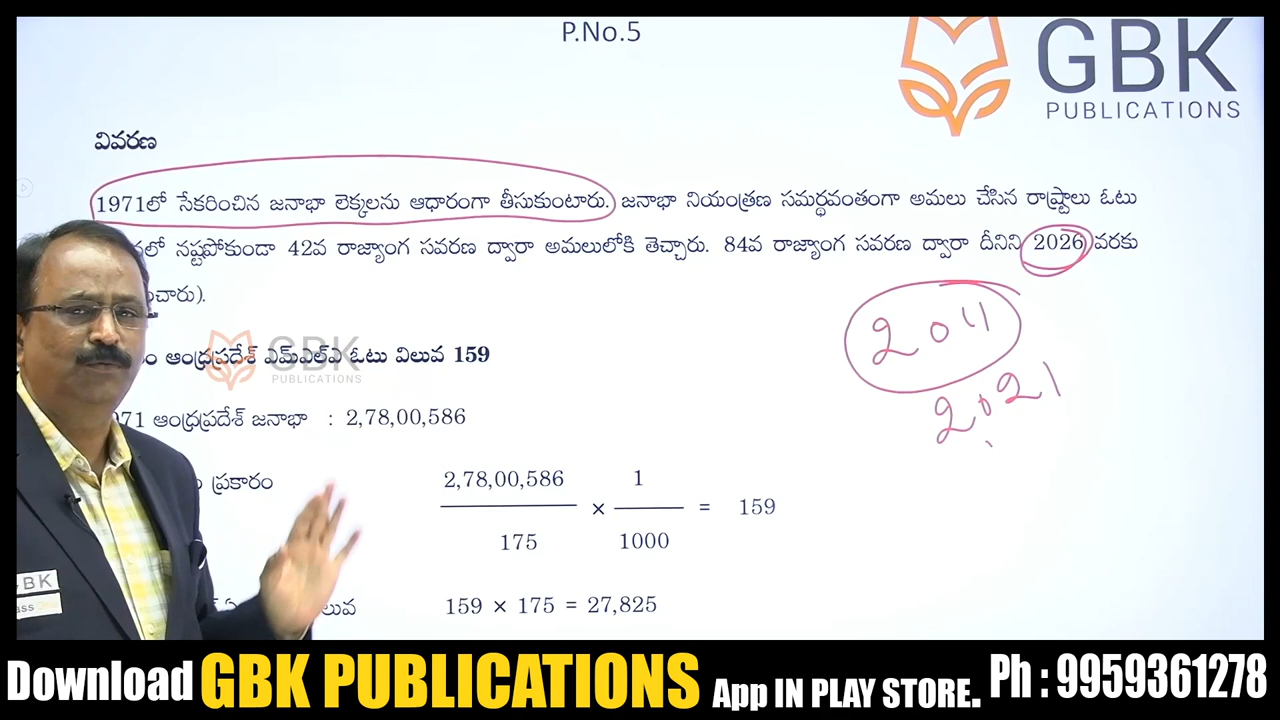 P.No.5
GBK
PUBLICATIONS
వివరణ
1971లో సేకరించిన జనాభా లెక్కలను ఆధారంగా తీసుకుంటారు. జనాభా నియంత్రణ సమర్థవంతంగా అమలు చేసిన రాష్ట్రాలు ఓటు
లో నష్టపోకుండా 42వ రాజ్యాంగ సవరణ ద్వారా అమలులోకి తెచ్చారు. 84వ రాజ్యాంగ సవరణ ద్వారా దీనిని 2026 వరకు
చారు).
2011
GBK
PUBLICATIONS
ఆంధ్రప్రదేశ్ ఎమ్ఎల్ఏ ఓటు విలువ 159
2021
971 ఆంధ్రప్రదేశ్ జనాభా : 2,78,00,586
ప్రకారం 2,78,00,586 / 175 × 1 / 1000 = 159
లువ 159 × 175 = 27,825
GBK
Download GBK PUBLICATIONS App IN PLAY STORE. Ph : 9959361278